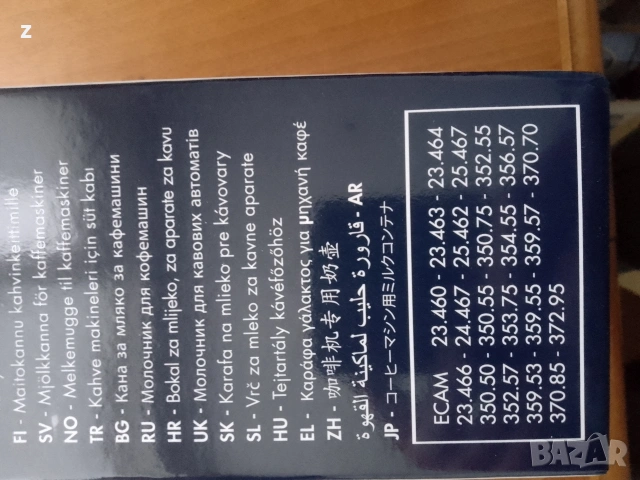 FI - Maitokannu kahvinkeittimille
SV - Mjölkkanna för kaffemaskiner
NO - Melkemugge til kaffemaskiner
TR - Kahve makineleri için süt kabı
BG - Кана за мляко за кафемашини
RU - Молочник для кофемашин
HR - Bokal za mlijeko, za aparate za kavu
UK - Молочник для кавових автоматів
SK - Karafa na mlieko pre kávovary
SL - Vrč za mleko za kavne aparate
HU - Tejtartály kávéfőzőhöz
EL - Καράφα γάλακτος για μηχανή καφέ
ZH - 咖啡机专用奶壶
قارورة حليب لماكينة القهوة - AR
JP - コーヒーマシン用ミルクコンテナ
ECAM 23.460 - 23.463 - 23.464
23.466 - 24.467 - 25.462 - 25.467
350.50 - 350.55 - 350.75 - 352.55
352.57 - 353.75 - 354.55 - 356.57
359.53 - 359.55 - 359.57 - 370.70
370.85 - 372.95
z
BAZAR